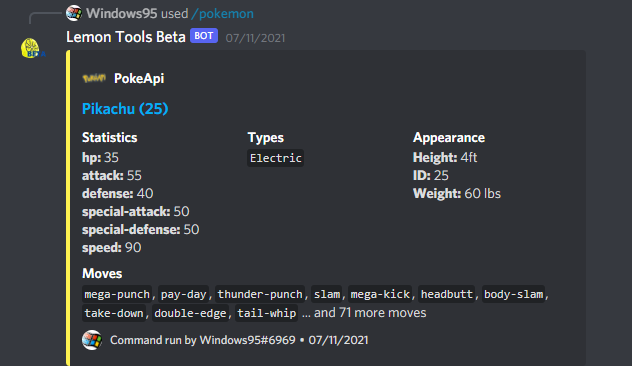 Windows95 used /pokemon
Lemon Tools Beta BOT 07/11/2021
PokeApi
Pikachu (25)
Statistics Types Appearance
hp: 35 Electric Height: 4ft
attack: 55 ID: 25
defense: 40 Weight: 60 lbs
special-attack: 50
special-defense: 50
speed: 90
Moves
mega-punch, pay-day, thunder-punch, slam, mega-kick, headbutt, body-slam,
take-down, double-edge, tail-whip ... and 71 more moves
Command run by Windows95#6969 • 07/11/2021